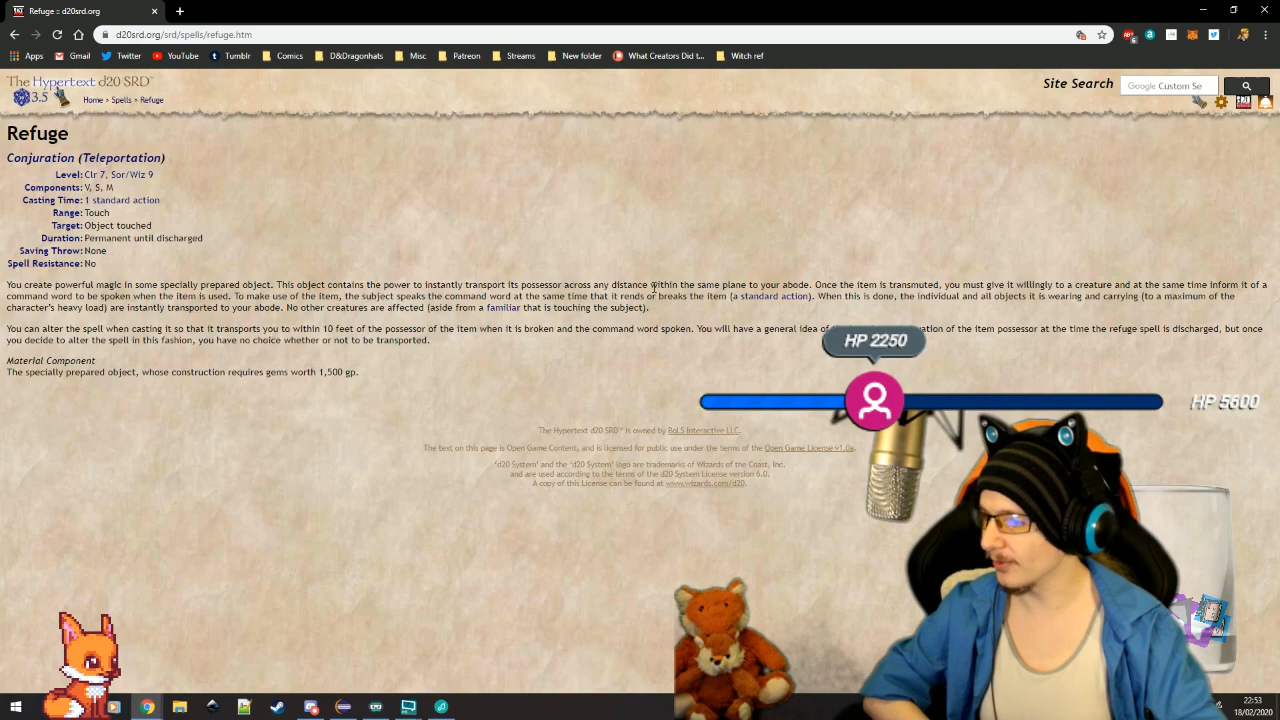 Refuge :: d20srd.org
d20srd.org/srd/spells/refuge.htm
Apps Gmail Twitter YouTube Tumblr Comics D&Dragonhats Misc Patreon Streams New folder What Creators Did t... Witch ref
The Hypertext d20 SRD™
3.5 Home > Spells > Refuge
Site Search Google Custom Se
Refuge
Conjuration (Teleportation)
Level: Clr 7, Sor/Wiz 9
Components: V, S, M
Casting Time: 1 standard action
Range: Touch
Target: Object touched
Duration: Permanent until discharged
Saving Throw: None
Spell Resistance: No
You create powerful magic in some specially prepared object. This object contains the power to instantly transport its possessor across any distance within the same plane to your abode. Once the item is transmuted, you must give it willingly to a creature and at the same time inform it of a
command word to be spoken when the item is used. To make use of the item, the subject speaks the command word at the same time that it rends or breaks the item (a standard action). When this is done, the individual and all objects it is wearing and carrying (to a maximum of the
character's heavy load) are instantly transported to your abode. No other creatures are affected (aside from a familiar that is touching the subject).
You can alter the spell when casting it so that it transports you to within 10 feet of the possessor of the item when it is broken and the command word spoken. You will have a general idea of uation of the item possessor at the time the refuge spell is discharged, but once
you decide to alter the spell in this fashion, you have no choice whether or not to be transported.
HP 2250
Material Component
The specially prepared object, whose construction requires gems worth 1,500 gp.
HP 5600
The Hypertext d20 SRD™ is owned by BoLS Interactive LLC.
The text on this page is Open Game Content, and is licensed for public use under the terms of the Open Game License v1.0a.
'd20 System' and the 'd20 System' logo are trademarks of Wizards of the Coast, Inc.
and are used according to the terms of the d20 System License version 6.0.
A copy of this License can be found at www.wizards.com/d20.
22:53
18/02/2020